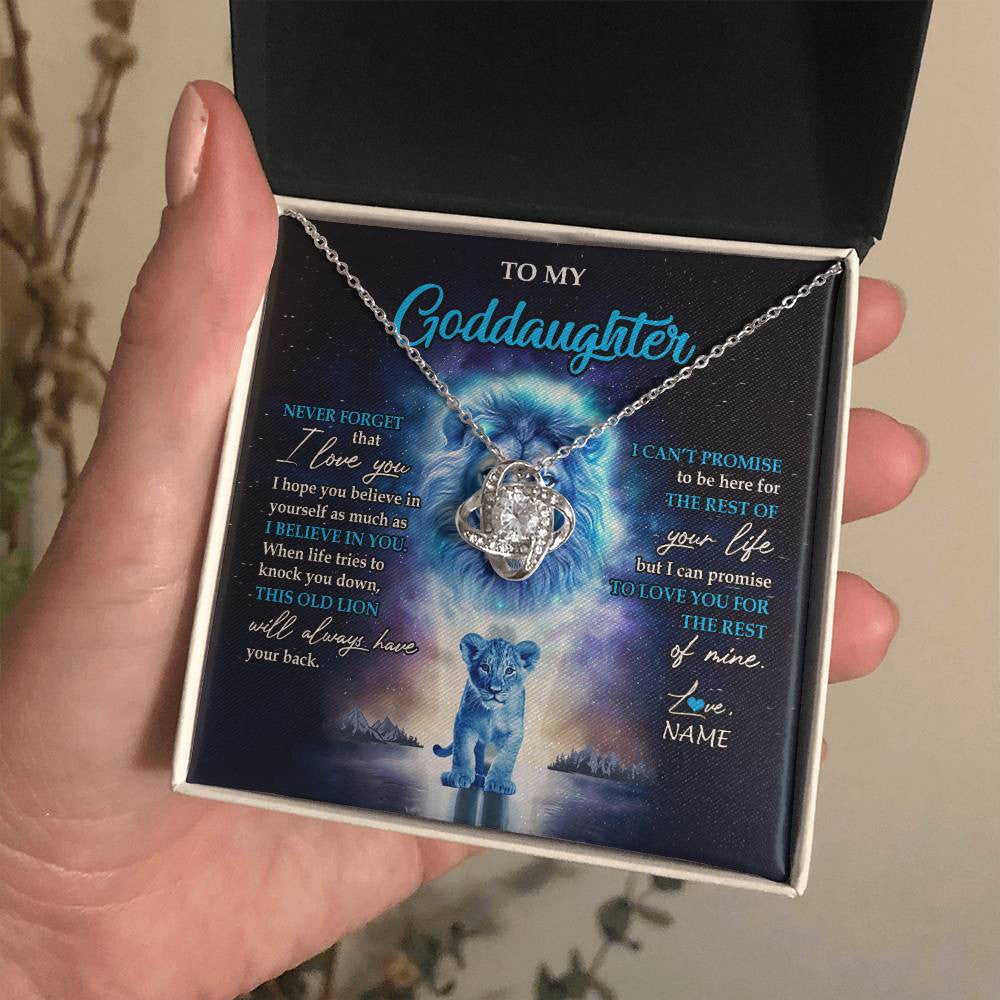 TO MY
Goddaughter
NEVER FORGET
that
I love you
I hope you believe in
yourself as much as
I BELIEVE IN YOU.
When life tries to
knock you down,
THIS OLD LION
will always have
your back.
I CAN'T PROMISE
to be here for
THE REST OF
your life
but I can promise
TO LOVE YOU FOR
THE REST
of mine.
Love,
NAME